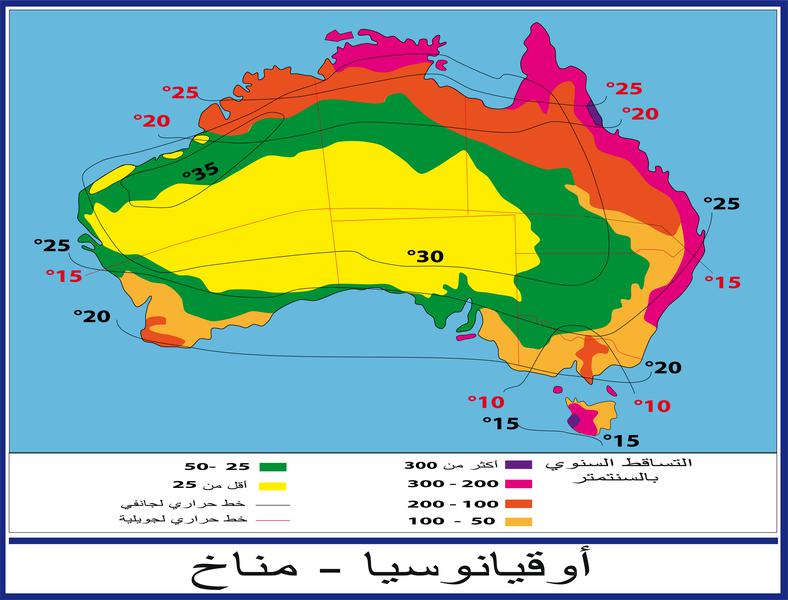 °25
°20
°35
°25
°20
°25
°25
°15
°30
°15
°20
°20
°10
°10
°15
°15
التساقط السنوي
بالسنتمتر
أكثر من 300
300 - 200
200 - 100
100 - 50
50- 25
أقل من 25
خط حراري لجانفي
خط حراري لجويلية
أوقيانوسيا - مناخ